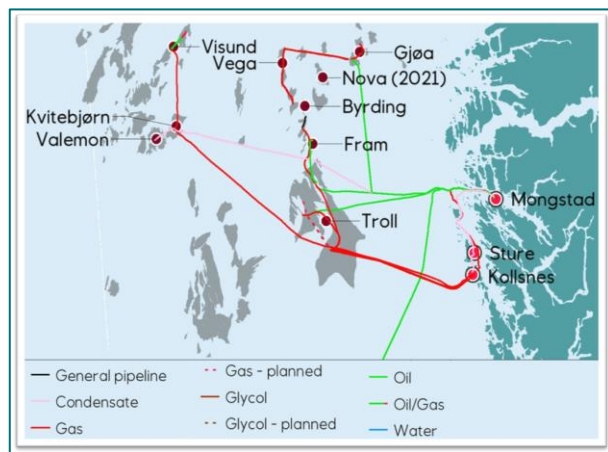 Visund
Vega
Gjøa
Nova (2021)
Byrding
Kvitebjørn
Valemon
Fram
Mongstad
Troll
Sture
Kollsnes
General pipeline
Condensate
Gas
Gas - planned
Glycol
Glycol - planned
Oil
Oil/Gas
Water